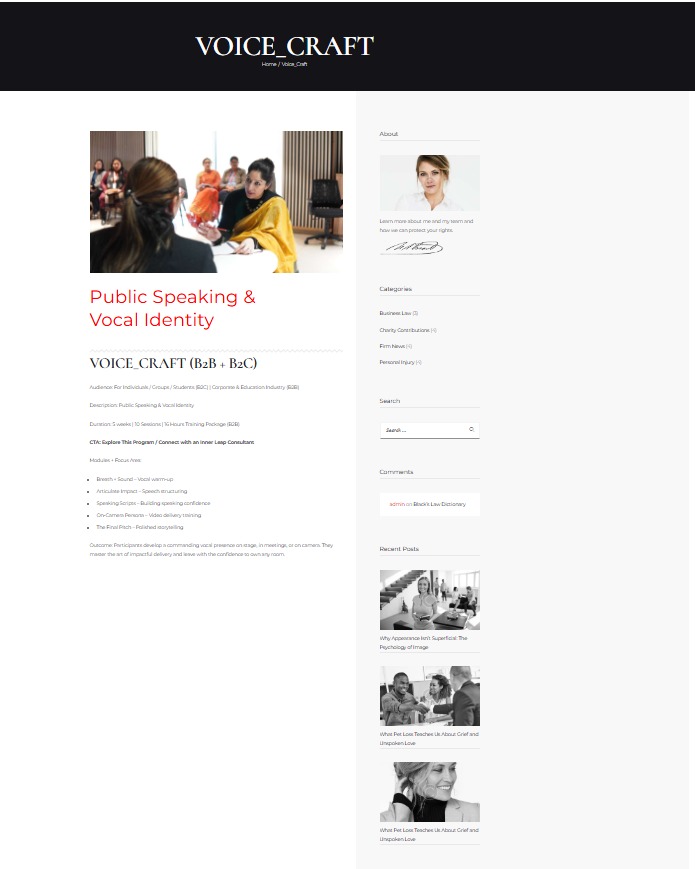 VOICE_CRAFT
Home / Voice_Craft
Public Speaking &
Vocal Identity
VOICE_CRAFT (B2B + B2C)
Audience: For Individuals / Groups / Students (B2C) | Corporate & Education Industry (B2B)
Description: Public Speaking & Vocal Identity
Duration: 5 weeks | 10 Sessions | 16 Hours Training Package (B2B)
CTA: Explore This Program / Connect with an Inner Leap Consultant
Modules + Focus Area:
Breath + Sound – Vocal warm-up
Articulate Impact – Speech structuring
Speaking Scripts – Building speaking confidence
On-Camera Persona – Video delivery training
The Final Pitch – Polished storytelling
Outcome: Participants develop a commanding vocal presence on stage, in meetings, or on camera. They
master the art of impactful delivery and leave with the confidence to own any room.
About
Learn more about me and my team and
how we can protect your rights.
Categories
Business Law (3)
Charity Contributions (4)
Firm News (4)
Personal Injury (4)
Search
Search ...
Comments
admin on Black's Law Dictionary
Recent Posts
Why Appearance Isn't Superficial: The
Psychology of Image
What Pet Loss Teaches Us About Grief and
Unspoken Love
What Pet Loss Teaches Us About Grief and
Unspoken Love